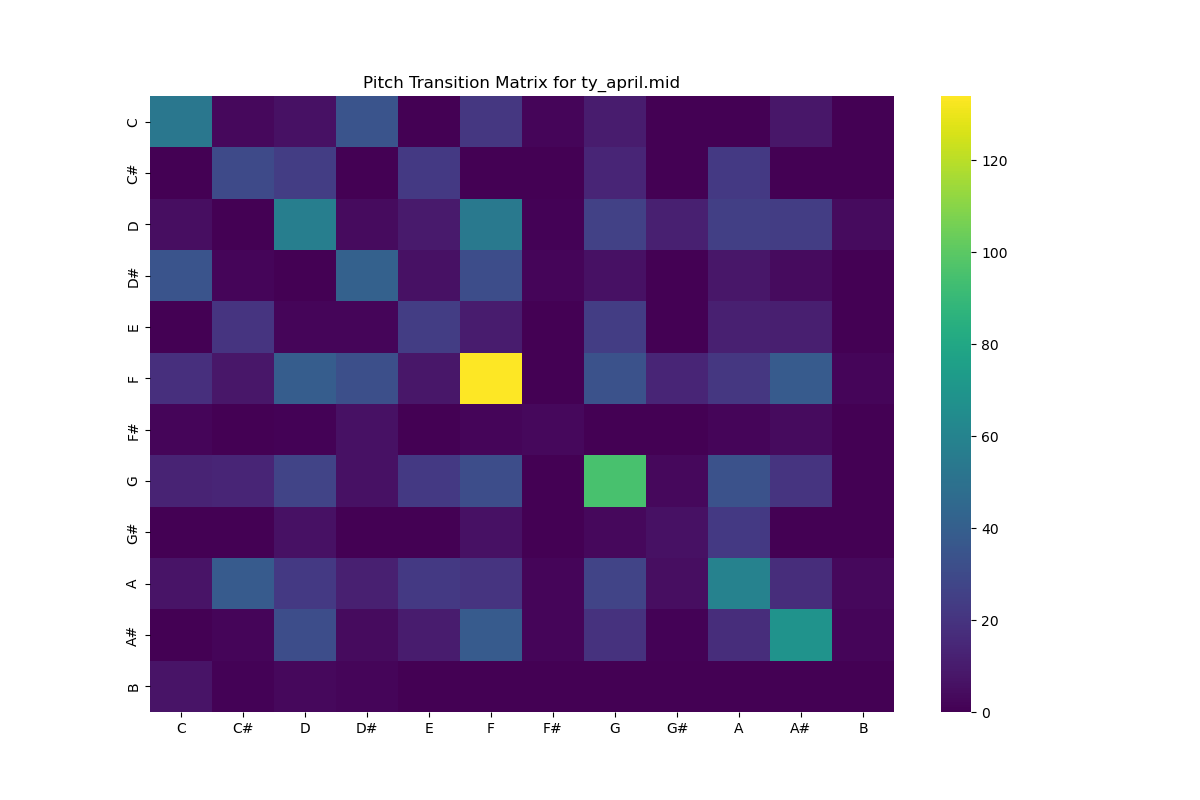 Pitch Transition Matrix for ty_april.mid
C
C#
D
D#
E
F
F#
G
G#
A
A#
B
C C# D D# E F F# G G# A A# B
120
100
80
60
40
20
0